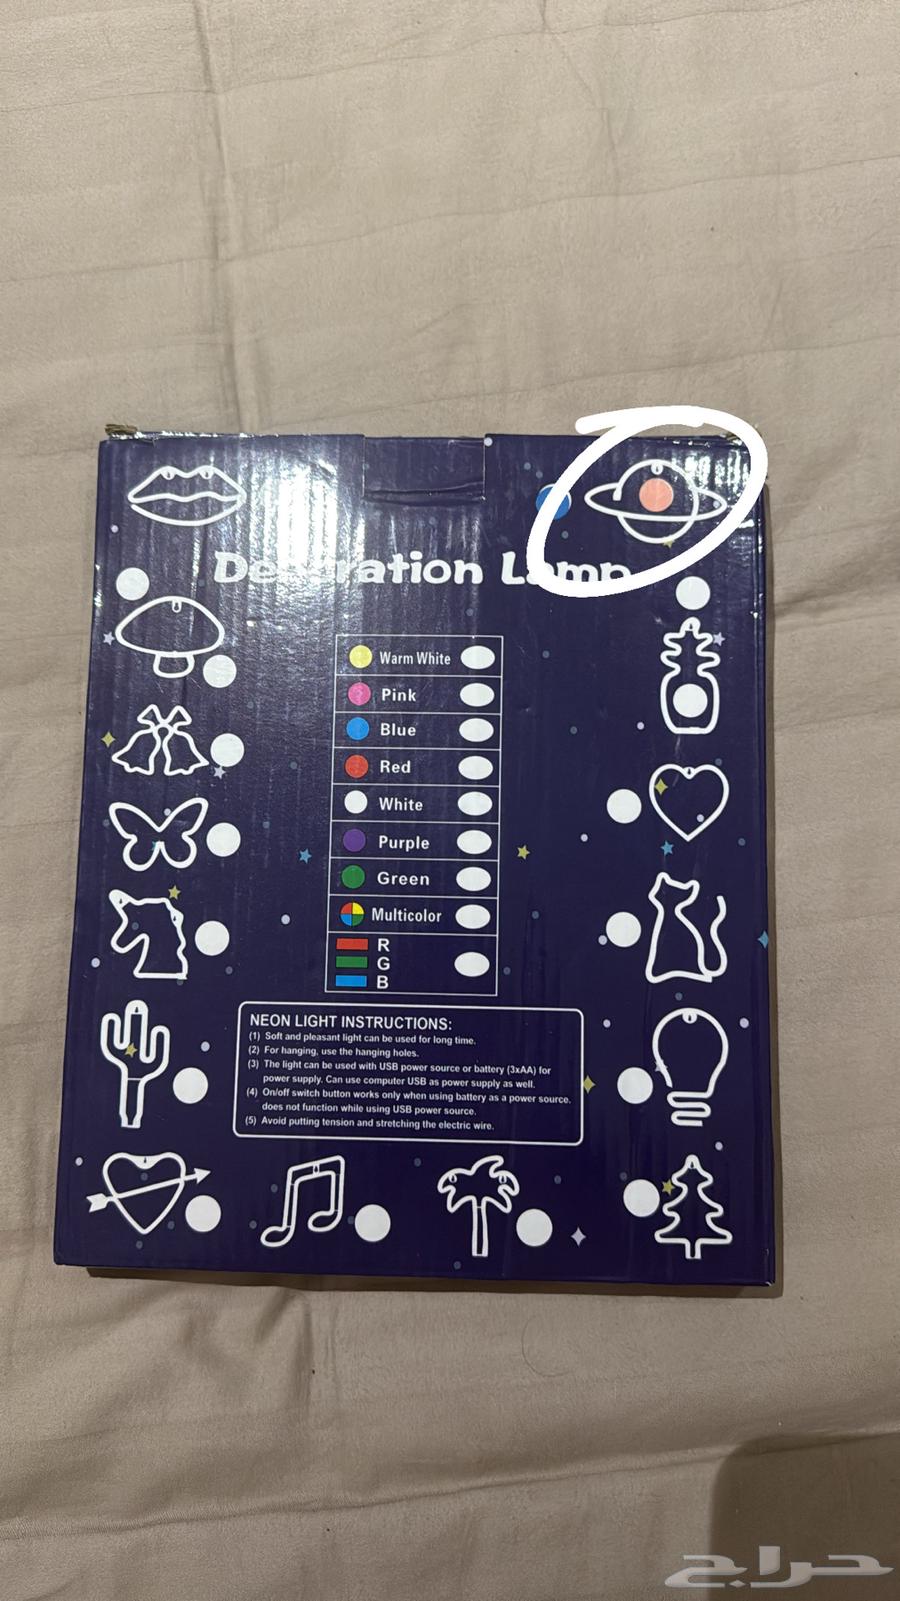 Decoration Lamp
Warm White
Pink
Blue
Red
White
Purple
Green
Multicolor
R
G
B
NEON LIGHT INSTRUCTIONS:
(1) Soft and pleasant light can be used for long time.
(2) For hanging, use the hanging holes.
(3) The light can be used with USB power source or battery (3xAA) for
power supply. Can use computer USB as power supply as well.
(4) On/off switch button works only when using battery as a power source.
does not function while using USB power source.
(5) Avoid putting tension and stretching the electric wire.
حراج